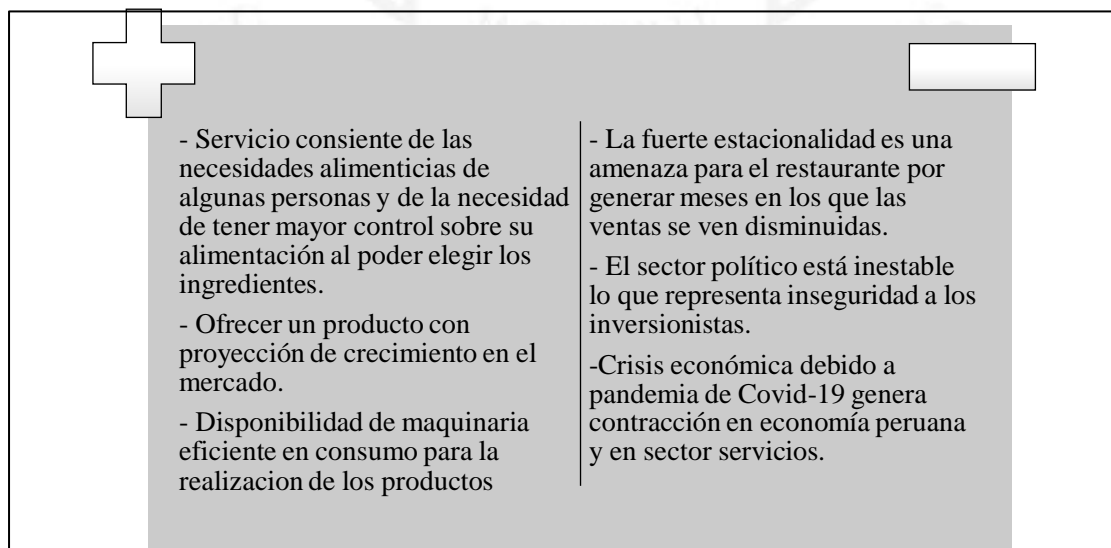 - Servicio consiente de las
necesidades alimenticias de
algunas personas y de la necesidad
de tener mayor control sobre su
alimentación al poder elegir los
ingredientes.
- Ofrecer un producto con
proyección de crecimiento en el
mercado.
- Disponibilidad de maquinaria
eficiente en consumo para la
realizacion de los productos
- La fuerte estacionalidad es una
amenaza para el restaurante por
generar meses en los que las
ventas se ven disminuidas.
- El sector político está inestable
lo que representa inseguridad a los
inversionistas.
-Crisis económica debido a
pandemia de Covid-19 genera
contracción en economía peruana
y en sector servicios.